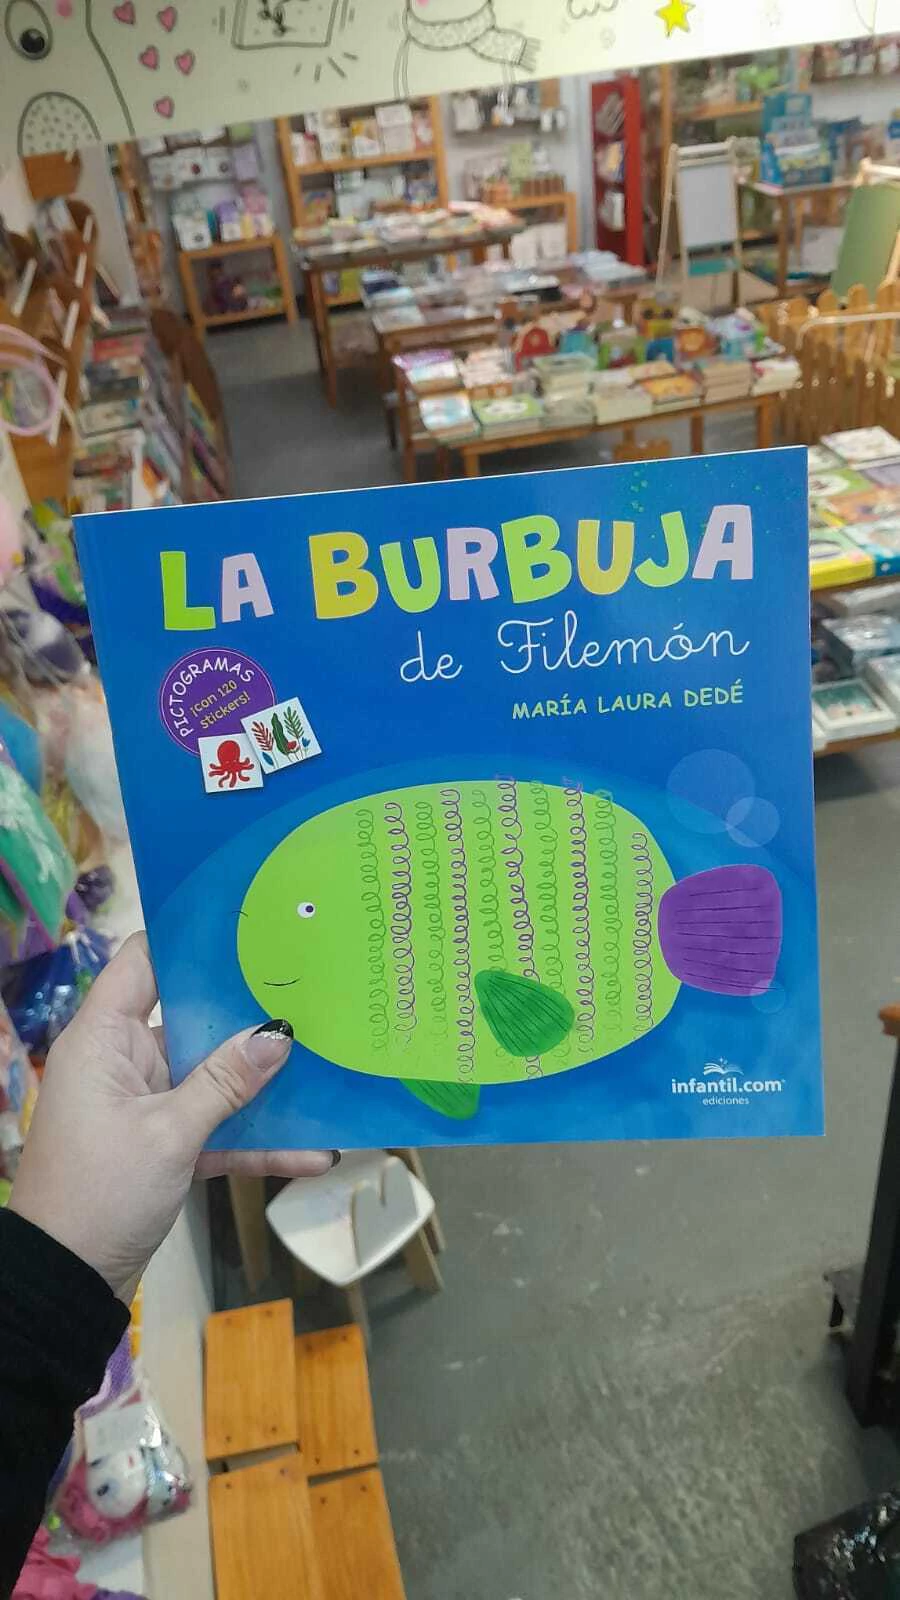 LA BURBUJA
de Filemón
MARÍA LAURA DEDÉ
PICTOGRAMAS
¡con 120
stickers!
infantil.com
ediciones